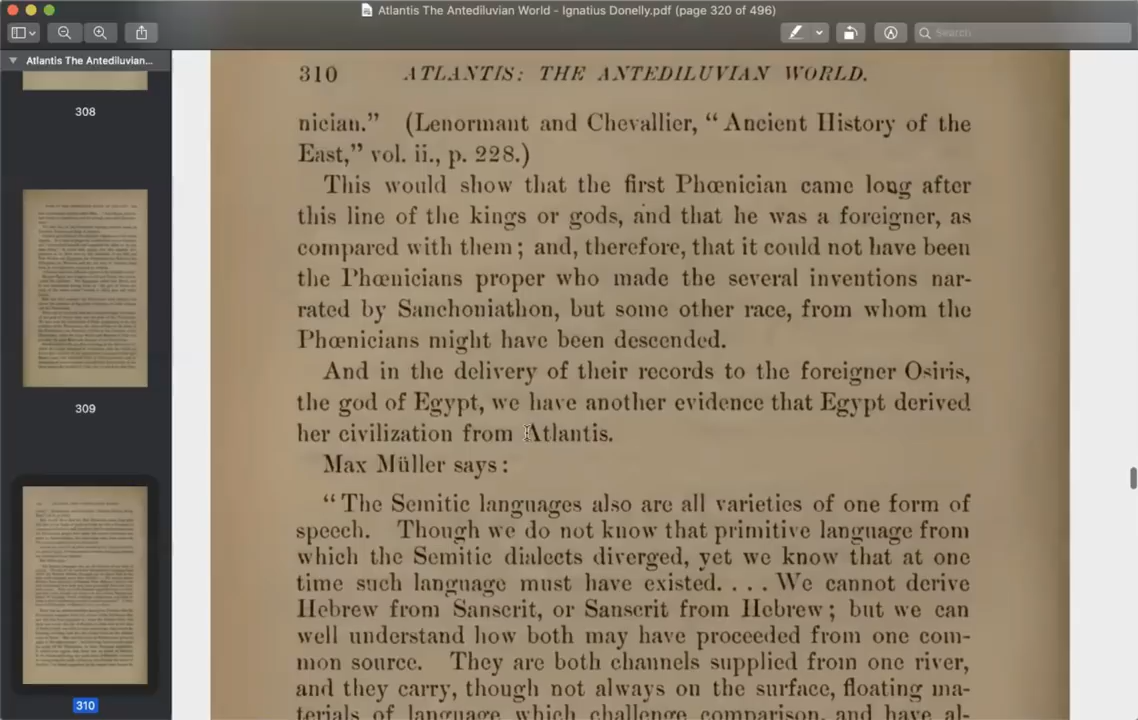 Atlantis The Antediluvian World - Ignatius Donelly.pdf (page 320 of 496)
Search
Atlantis The Antediluvian...
308
309
310
310 ATLANTIS: THE ANTEDILUVIAN WORLD.
nician.” (Lenormant and Chevallier, “Ancient History of the
East,” vol. ii., p. 228.)
This would show that the first Phœnician came long after
this line of the kings or gods, and that he was a foreigner, as
compared with them; and, therefore, that it could not have been
the Phœnicians proper who made the several inventions nar-
rated by Sanchoniathon, but some other race, from whom the
Phœnicians might have been descended.
And in the delivery of their records to the foreigner Osiris,
the god of Egypt, we have another evidence that Egypt derived
her civilization from Atlantis.
Max Müller says:
“The Semitic languages also are all varieties of one form of
speech. Though we do not know that primitive language from
which the Semitic dialects diverged, yet we know that at one
time such language must have existed. . . . We cannot derive
Hebrew from Sanscrit, or Sanscrit from Hebrew; but we can
well understand how both may have proceeded from one com-
mon source. They are both channels supplied from one river,
and they carry, though not always on the surface, floating ma-
terials of language which challenge comparison, and have al-